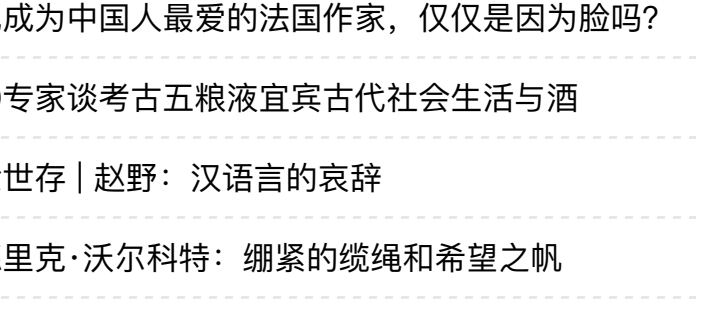 成为中国人最爱的法国作家，仅仅是因为脸吗？
专家谈考古五粮液宜宾古代社会生活与酒
世存 | 赵野：汉语言的哀辞
里克·沃尔科特：绷紧的缆绳和希望之帆